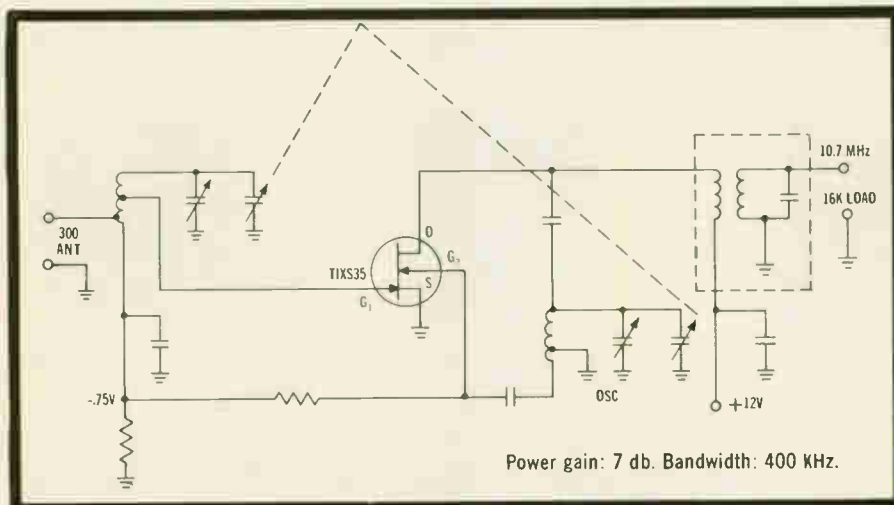 10.7 MHz
16K LOAD
300
ANT
TIXS35
D
G2
S
G1
-.75V
OSC
+12V
Power gain: 7 db. Bandwidth: 400 KHz.